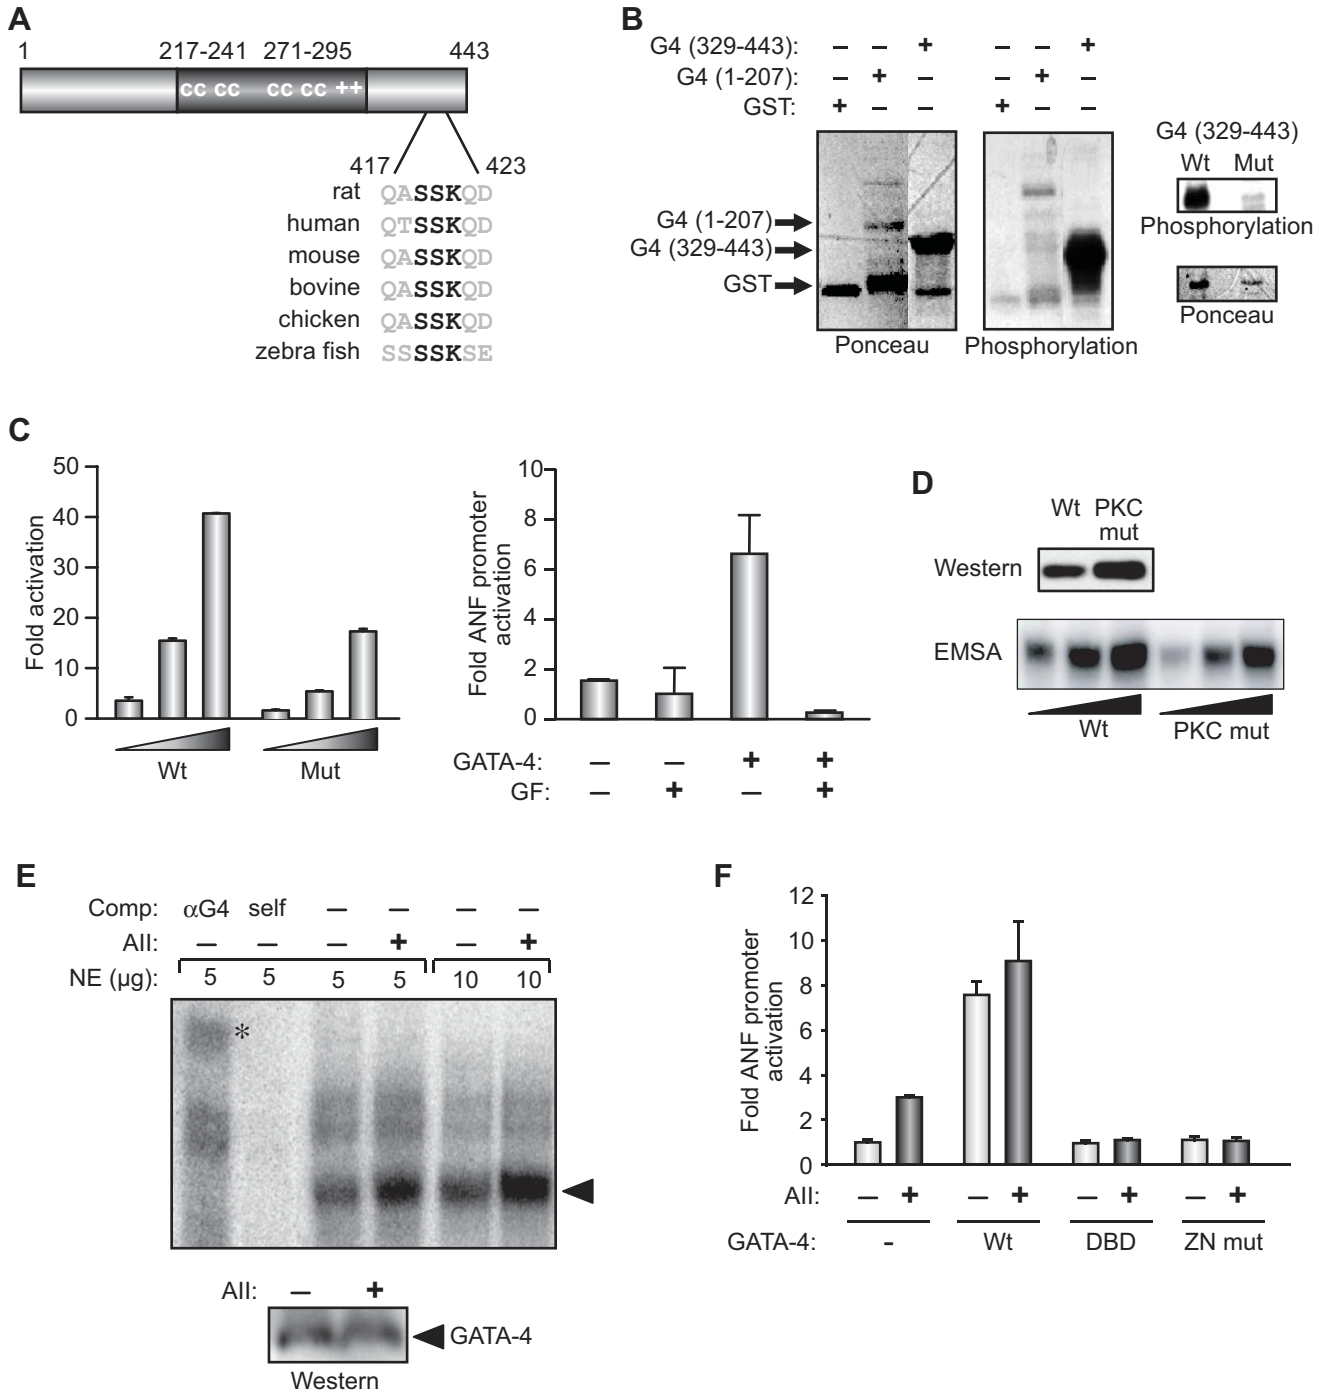 A
1 217-241 271-295 443
cc cc cc cc ++
417 423
rat QASSKQD
human QTSSKQD
mouse QASSKQD
bovine QASSKQD
chicken QASSKQD
zebra fish SSSSKSE
B
G4 (329-443): – – + – – +
G4 (1-207): – + – – + –
GST: + – – + – –
G4 (1-207)
G4 (329-443)
GST
Ponceau
Phosphorylation
G4 (329-443)
Wt Mut
Phosphorylation
Ponceau
C
Fold activation
50
40
30
20
10
0
Wt Mut
Fold ANF promoter
activation
10
8
6
4
2
0
GATA-4: – – + +
GF: – + – +
D
Wt PKC
mut
Western
EMSA
Wt PKC mut
E
Comp: αG4 self – – – –
AII: – – – + – +
NE (µg): 5 5 5 5 10 10
*
AII: – +
GATA-4
Western
F
Fold ANF promoter
activation
12
10
8
6
4
2
0
AII: – + – + – + – +
GATA-4: - Wt DBD ZN mut